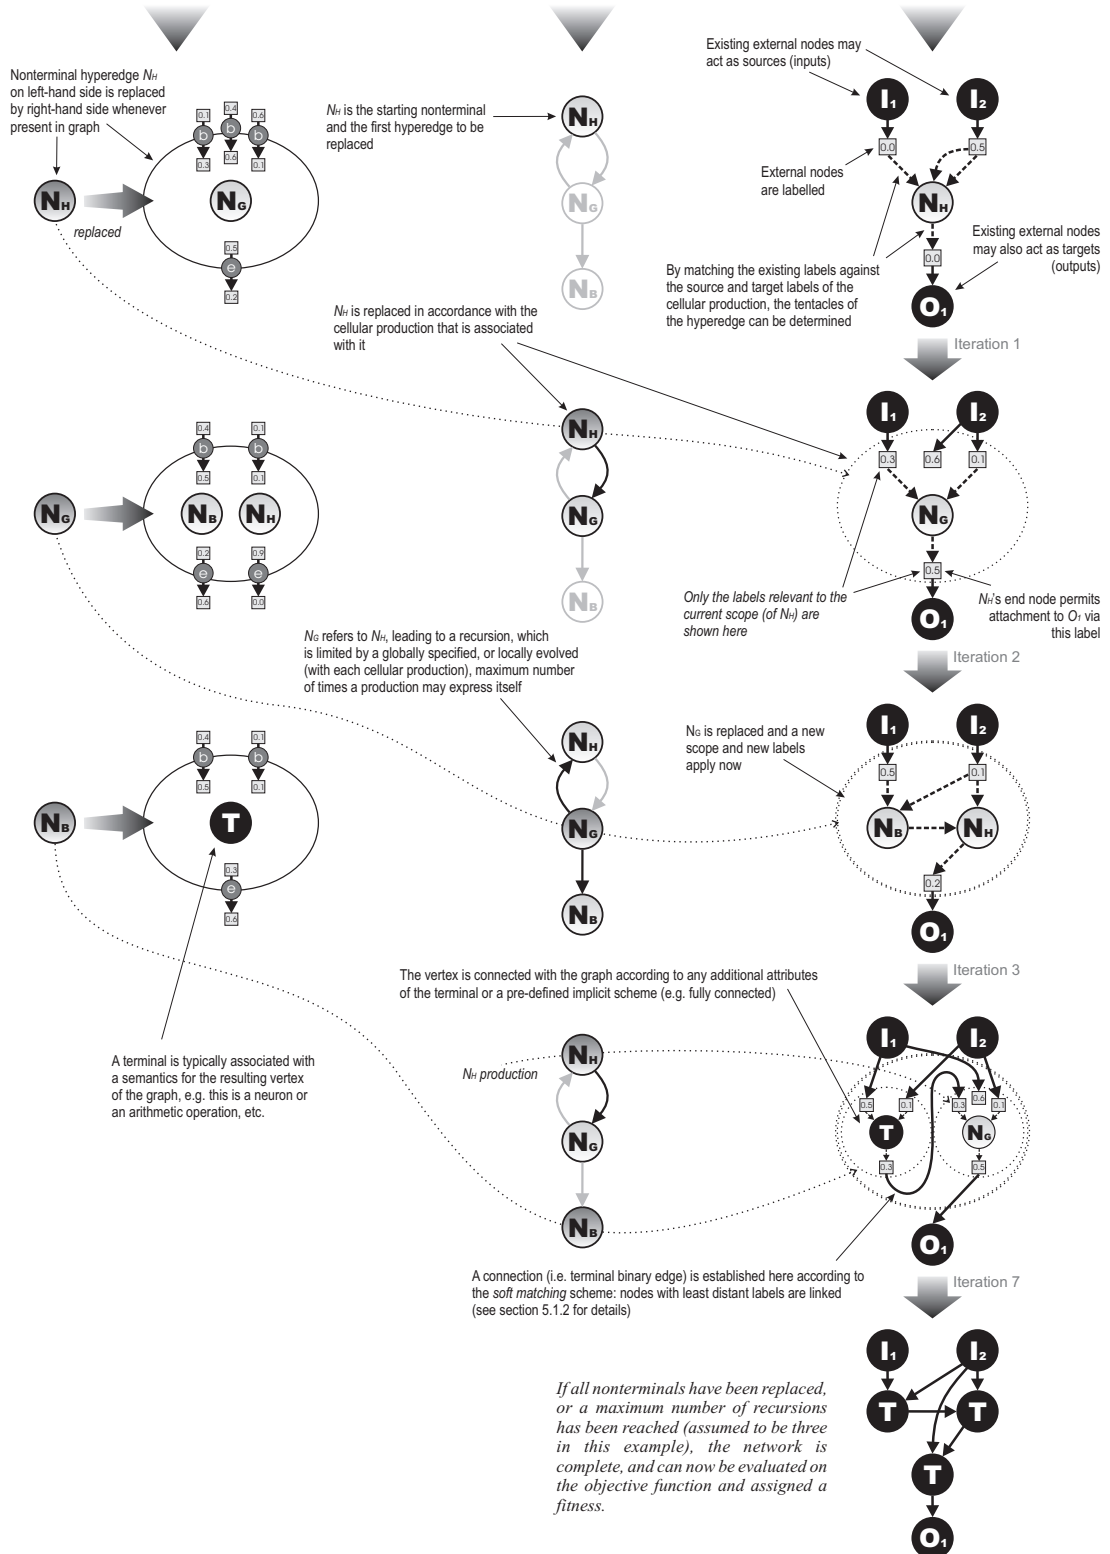 Existing external nodes may
act as sources (inputs)
Nonterminal hyperedge NH
on left-hand side is replaced
by right-hand side whenever
present in graph
NH is the starting nonterminal
and the first hyperedge to be
replaced
External nodes
are labelled
NH
replaced
0.1
0.4
0.6
b
b
b
0.3
0.6
0.1
NG
0.5
e
0.2
NH
NG
NB
I1
I2
0.0
0.5
NH
0.0
O1
Existing external nodes
may also act as targets
(outputs)
By matching the existing labels against
the source and target labels of the
cellular production, the tentacles of
the hyperedge can be determined
NH is replaced in accordance with the
cellular production that is associated
with it
Iteration 1
NG
0.4
0.1
b
b
0.5
0.1
NB
NH
0.2
0.9
e
e
0.6
0.0
NH
NG
NB
I1
I2
0.3
0.6
0.1
NG
0.5
O1
Only the labels relevant to the
current scope (of NH) are
shown here
NH's end node permits
attachment to O1 via
this label
NG refers to NH, leading to a recursion, which
is limited by a globally specified, or locally evolved
(with each cellular production), maximum number
of times a production may express itself
Iteration 2
NB
0.4
0.1
b
b
0.5
0.1
T
0.3
e
0.6
NH
NG
NB
NG is replaced and a new
scope and new labels
apply now
I1
I2
0.5
0.1
NB
NH
0.2
O1
Iteration 3
The vertex is connected with the graph according to any additional attributes
of the terminal or a pre-defined implicit scheme (e.g. fully connected)
A terminal is typically associated with
a semantics for the resulting vertex
of the graph, e.g. this is a neuron or
an arithmetic operation, etc.
NH production
NH
NG
NB
I1
I2
0.5
0.1
0.3
0.6
0.1
T
NG
0.3
0.5
O1
A connection (i.e. terminal binary edge) is established here according to
the soft matching scheme: nodes with least distant labels are linked
(see section 5.1.2 for details)
Iteration 7
I1
I2
T
T
T
O1
If all nonterminals have been replaced,
or a maximum number of recursions
has been reached (assumed to be three
in this example), the network is
complete, and can now be evaluated on
the objective function and assigned a
fitness.